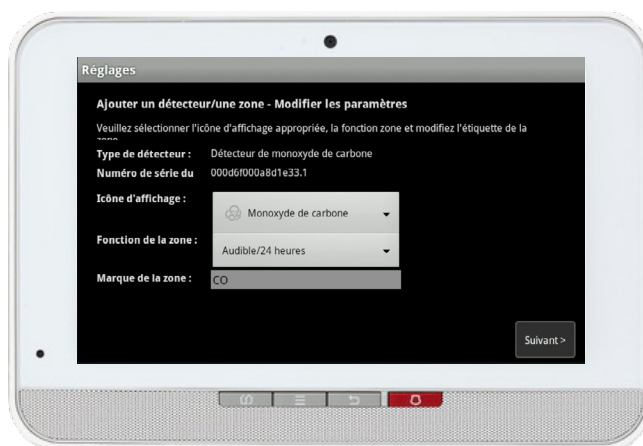 Réglages
Ajouter un détecteur/une zone - Modifier les paramètres
Veuillez sélectionner l'icône d'affichage appropriée, la fonction zone et modifiez l'étiquette de la
zone
Type de détecteur : Détecteur de monoxyde de carbone
Numéro de série du 000d6f000a8d1e33.1
Icône d'affichage : Monoxyde de carbone
Fonction de la zone : Audible/24 heures
Marque de la zone : CO
Suivant >